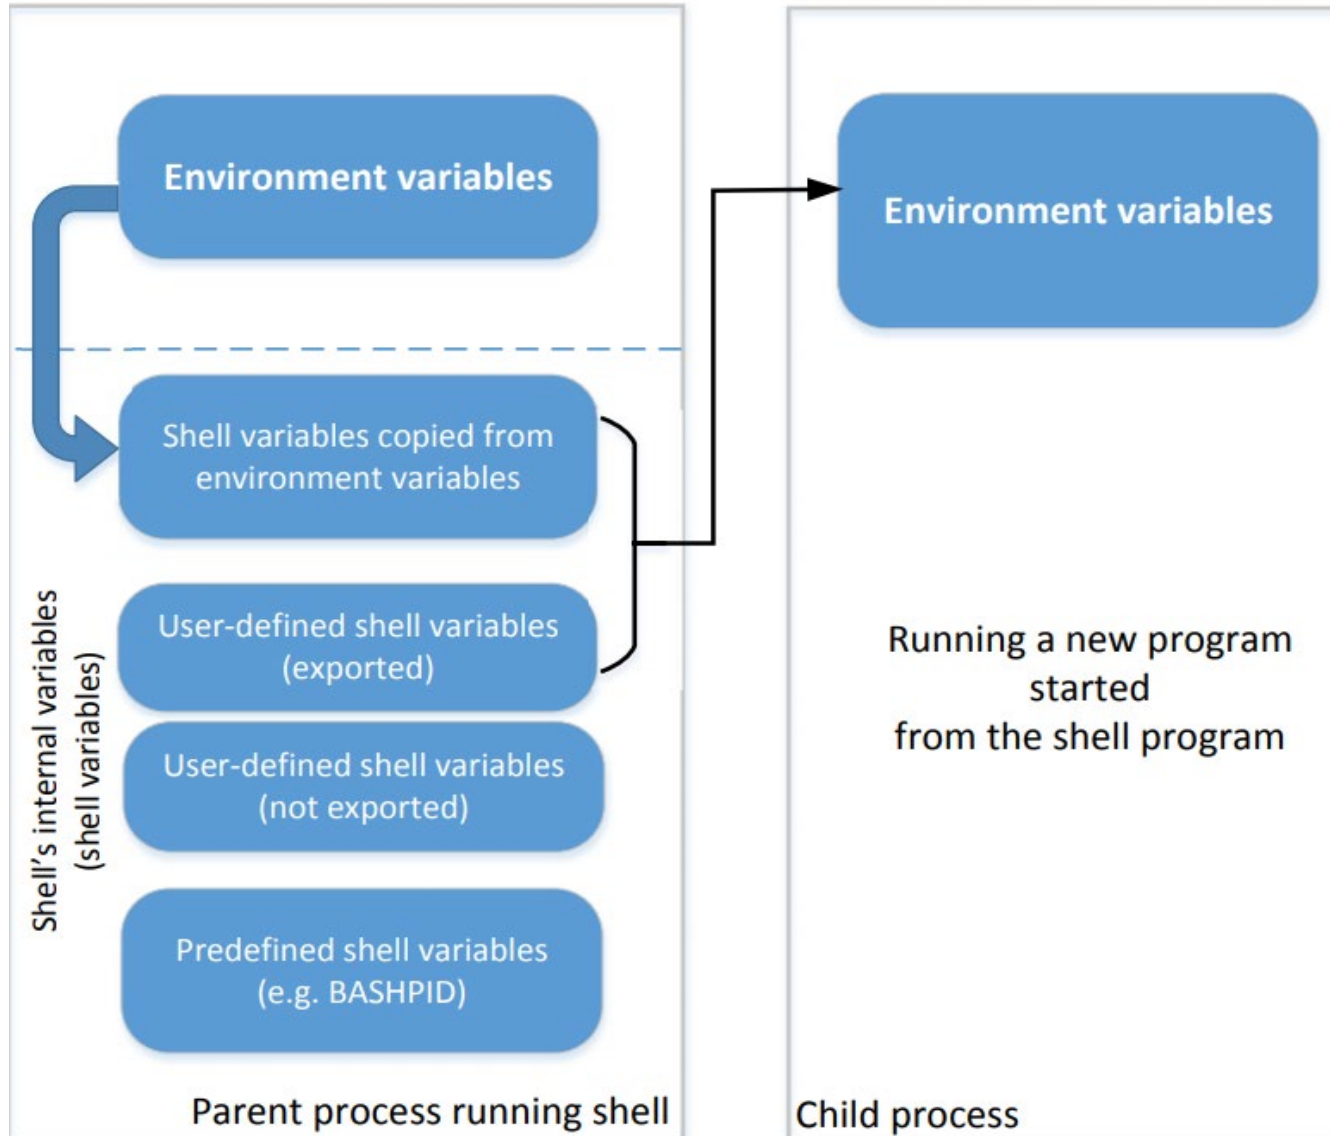 Environment variables
Shell variables copied from
environment variables
User-defined shell variables
(exported)
User-defined shell variables
(not exported)
Predefined shell variables
(e.g. BASHPID)
Shell's internal variables
(shell variables)
Parent process running shell
Environment variables
Running a new program
started
from the shell program
Child process